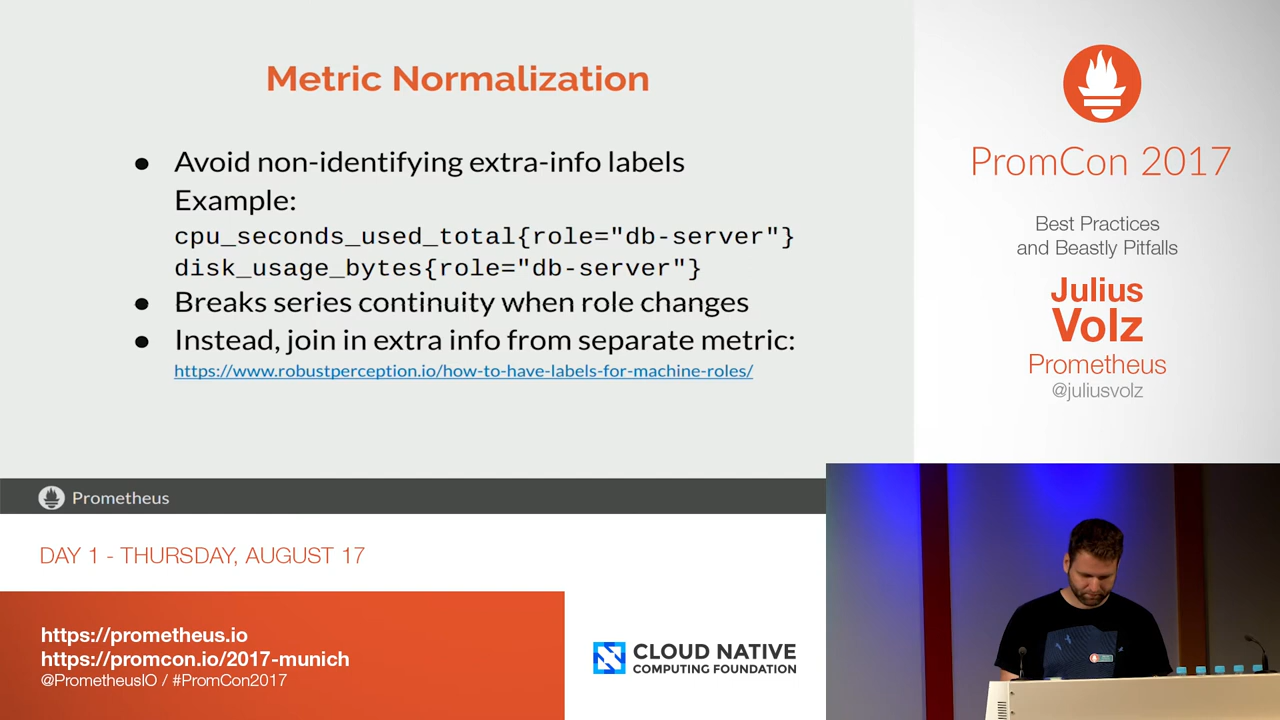 Metric Normalization
● Avoid non-identifying extra-info labels
Example:
cpu_seconds_used_total{role="db-server"}
disk_usage_bytes{role="db-server"}
● Breaks series continuity when role changes
● Instead, join in extra info from separate metric:
https://www.robustperception.io/how-to-have-labels-for-machine-roles/
Prometheus
PromCon 2017
Best Practices
and Beastly Pitfalls
Julius
Volz
Prometheus
@juliusvolz
DAY 1 - THURSDAY, AUGUST 17
https://prometheus.io
https://promcon.io/2017-munich
@PrometheusIO / #PromCon2017
CLOUD NATIVE
COMPUTING FOUNDATION